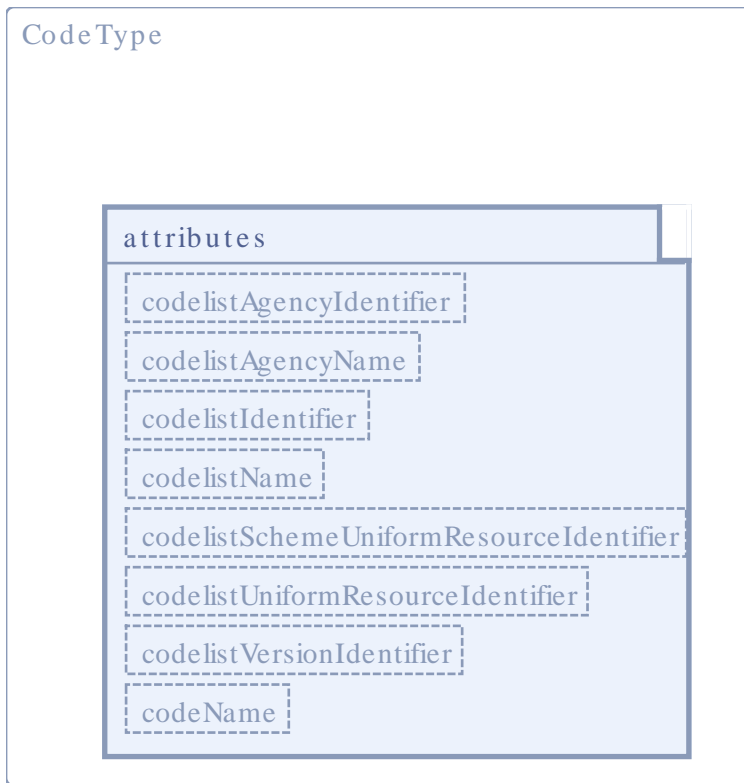 CodeType
attributes
codelistAgencyIdentifier
codelistAgencyName
codelistIdentifier
codelistName
codelistSchemeUniformResourceIdentifier
codelistUniformResourceIdentifier
codelistVersionIdentifier
codeName